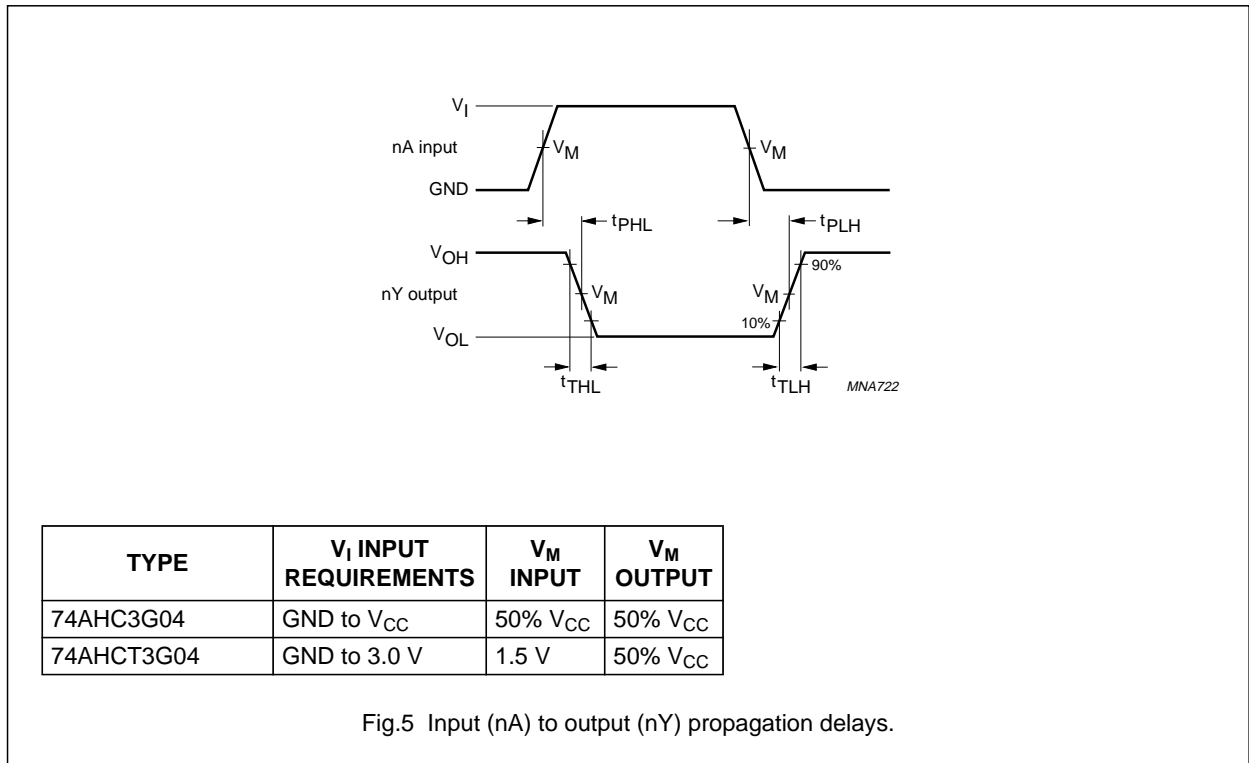 V_I
nA input
V_M V_M
GND
t_PHL t_PLH
V_OH
90%
nY output
V_M V_M
10%
V_OL
t_THL t_TLH
MNA722
TYPE
V_I INPUT REQUIREMENTS
V_M INPUT
V_M OUTPUT
74AHC3G04 GND to V_CC 50% V_CC 50% V_CC
74AHCT3G04 GND to 3.0 V 1.5 V 50% V_CC
Fig.5 Input (nA) to output (nY) propagation delays.